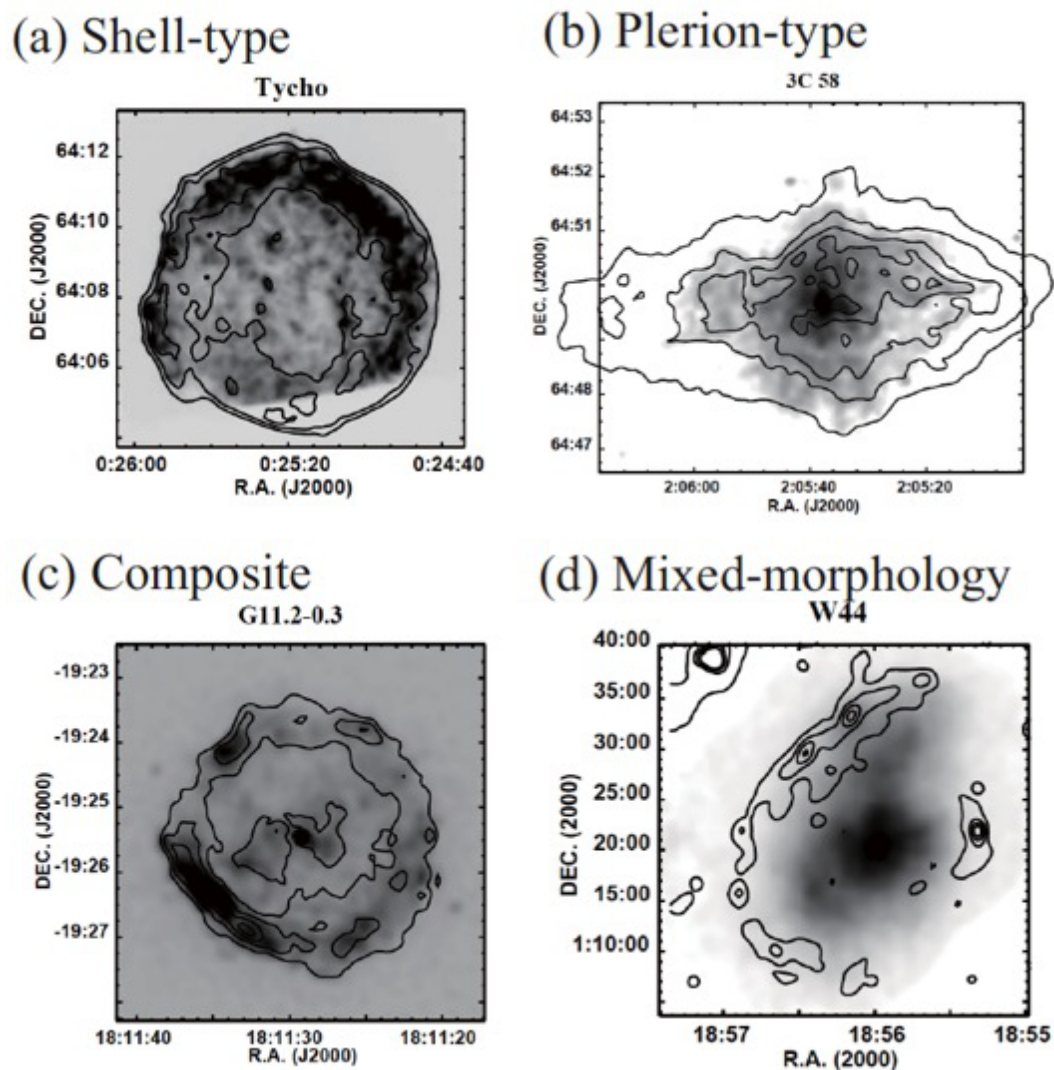 (a) Shell-type
Tycho
64:12
64:10
64:08
64:06
DEC. (J2000)
0:26:00 0:25:20 0:24:40
R.A. (J2000)
(b) Plerion-type
3C 58
64:53
64:52
64:51
64:48
64:47
DEC. (J2000)
2:06:00 2:05:40 2:05:20
R.A. (J2000)
(c) Composite
G11.2-0.3
-19:23
-19:24
-19:25
-19:26
-19:27
DEC. (J2000)
18:11:40 18:11:30 18:11:20
R.A. (J2000)
(d) Mixed-morphology
W44
40:00
35:00
30:00
25:00
20:00
15:00
1:10:00
DEC. (2000)
18:57 18:56 18:55
R.A. (2000)